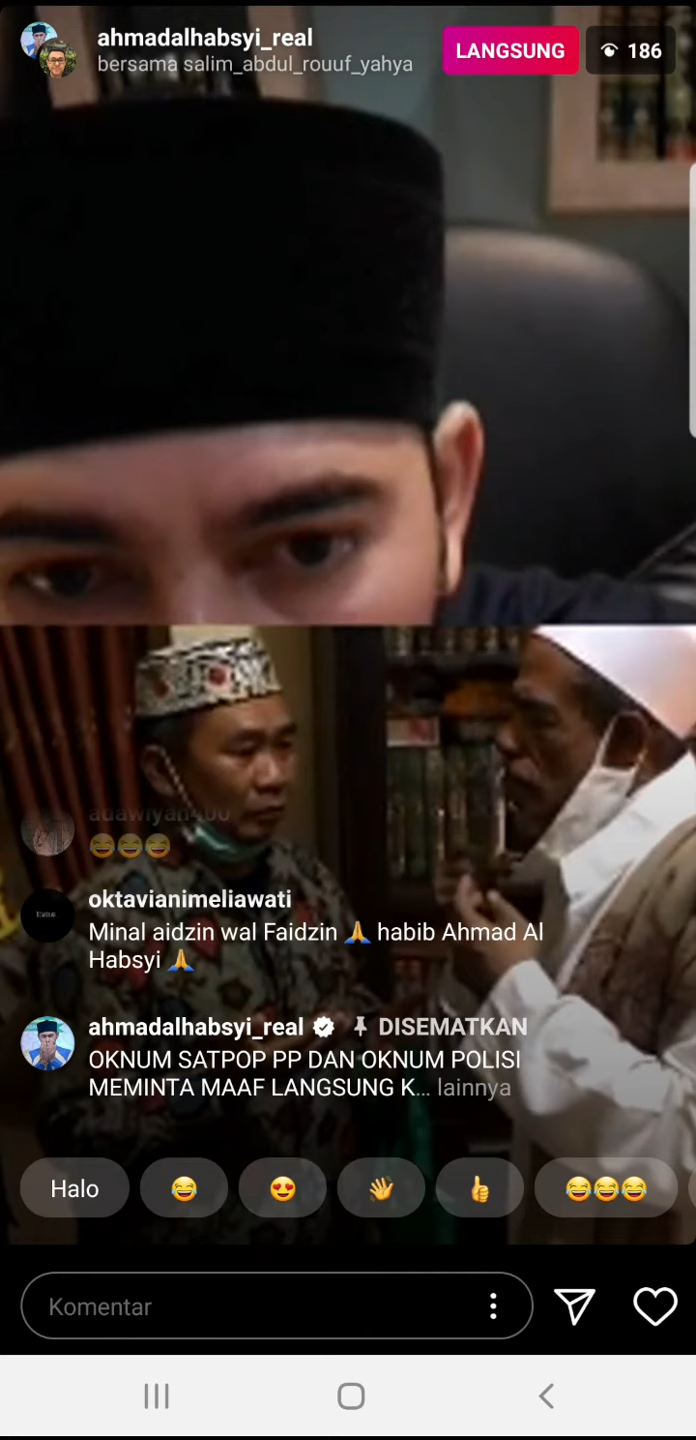 ahmadalhabsyi_real
bersama salim_abdul_rouuf_yahya
LANGSUNG
186
adawiyah400
😂😂😂
oktavianimeliawati
Minal aidzin wal Faidzin 🙏 habib Ahmad Al
Habsyi 🙏
ahmadalhabsyi_real DISEMATKAN
OKNUM SATPOP PP DAN OKNUM POLISI
MEMINTA MAAF LANGSUNG K... lainnya
Halo 😂 😍 👋 👍 😂😂😂
Komentar